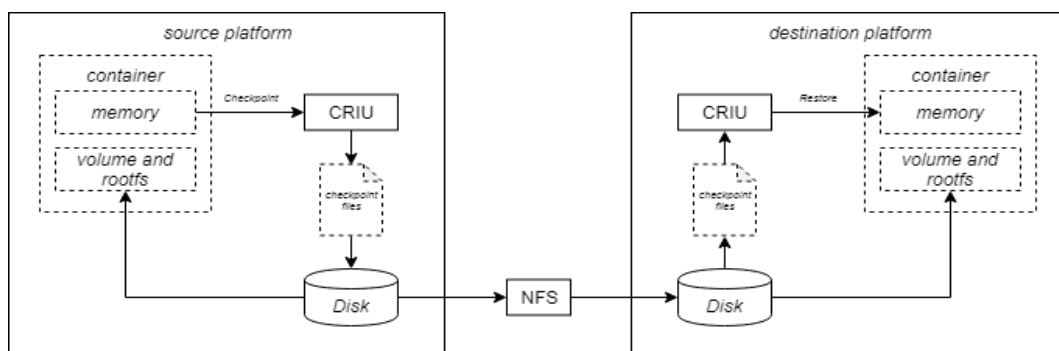 source platform
container
memory
Checkpoint
CRIU
volume and
rootfs
checkpoint
files
Disk
NFS
destination platform
CRIU
Restore
container
memory
checkpoint
files
volume and
rootfs
Disk